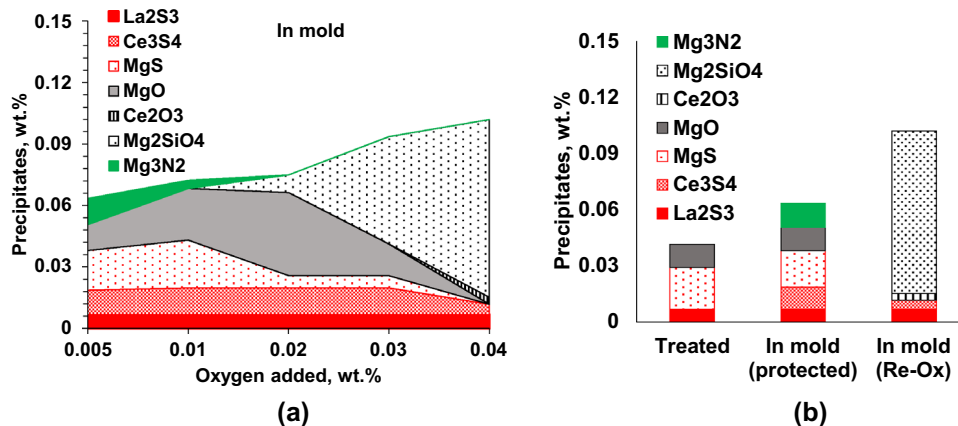 (a)
La2S3
In mold
Ce3S4
MgS
MgO
Ce2O3
Mg2SiO4
Mg3N2
Precipitates, wt.%
0.15
0.12
0.09
0.06
0.03
0
0.005
0.01
0.02
0.03
0.04
Oxygen added, wt.%
(a)
Mg3N2
Mg2SiO4
Ce2O3
MgO
MgS
Ce3S4
La2S3
Precipitates, wt.%
0.15
0.12
0.09
0.06
0.03
0
Treated
In mold
(protected)
In mold
(Re-Ox)
(b)